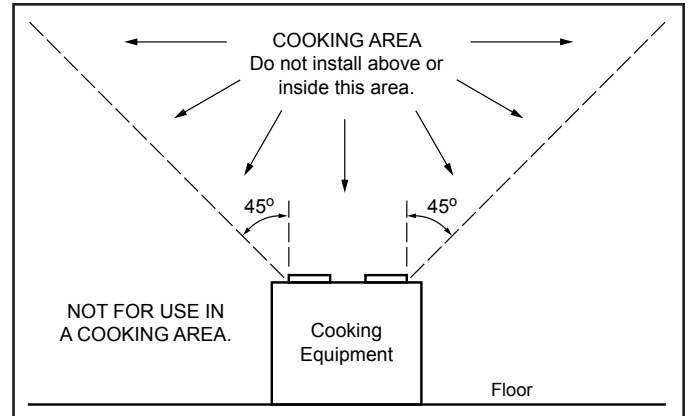 COOKING AREA
Do not install above or
inside this area.
45º
45º
NOT FOR USE IN
A COOKING AREA.
Cooking
Equipment
Floor